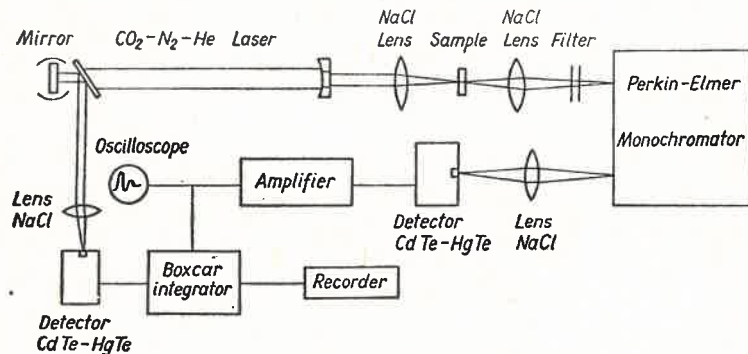 NaCl
Lens
Sample
NaCl
Lens
Filter
Mirror
CO₂-N₂-He Laser
Perkin-Elmer
Monochromator
Oscilloscope
Amplifier
Lens
NaCl
Detector
CdTe-HgTe
Lens
NaCl
Boxcar
integrator
Recorder
Detector
CdTe-HgTe